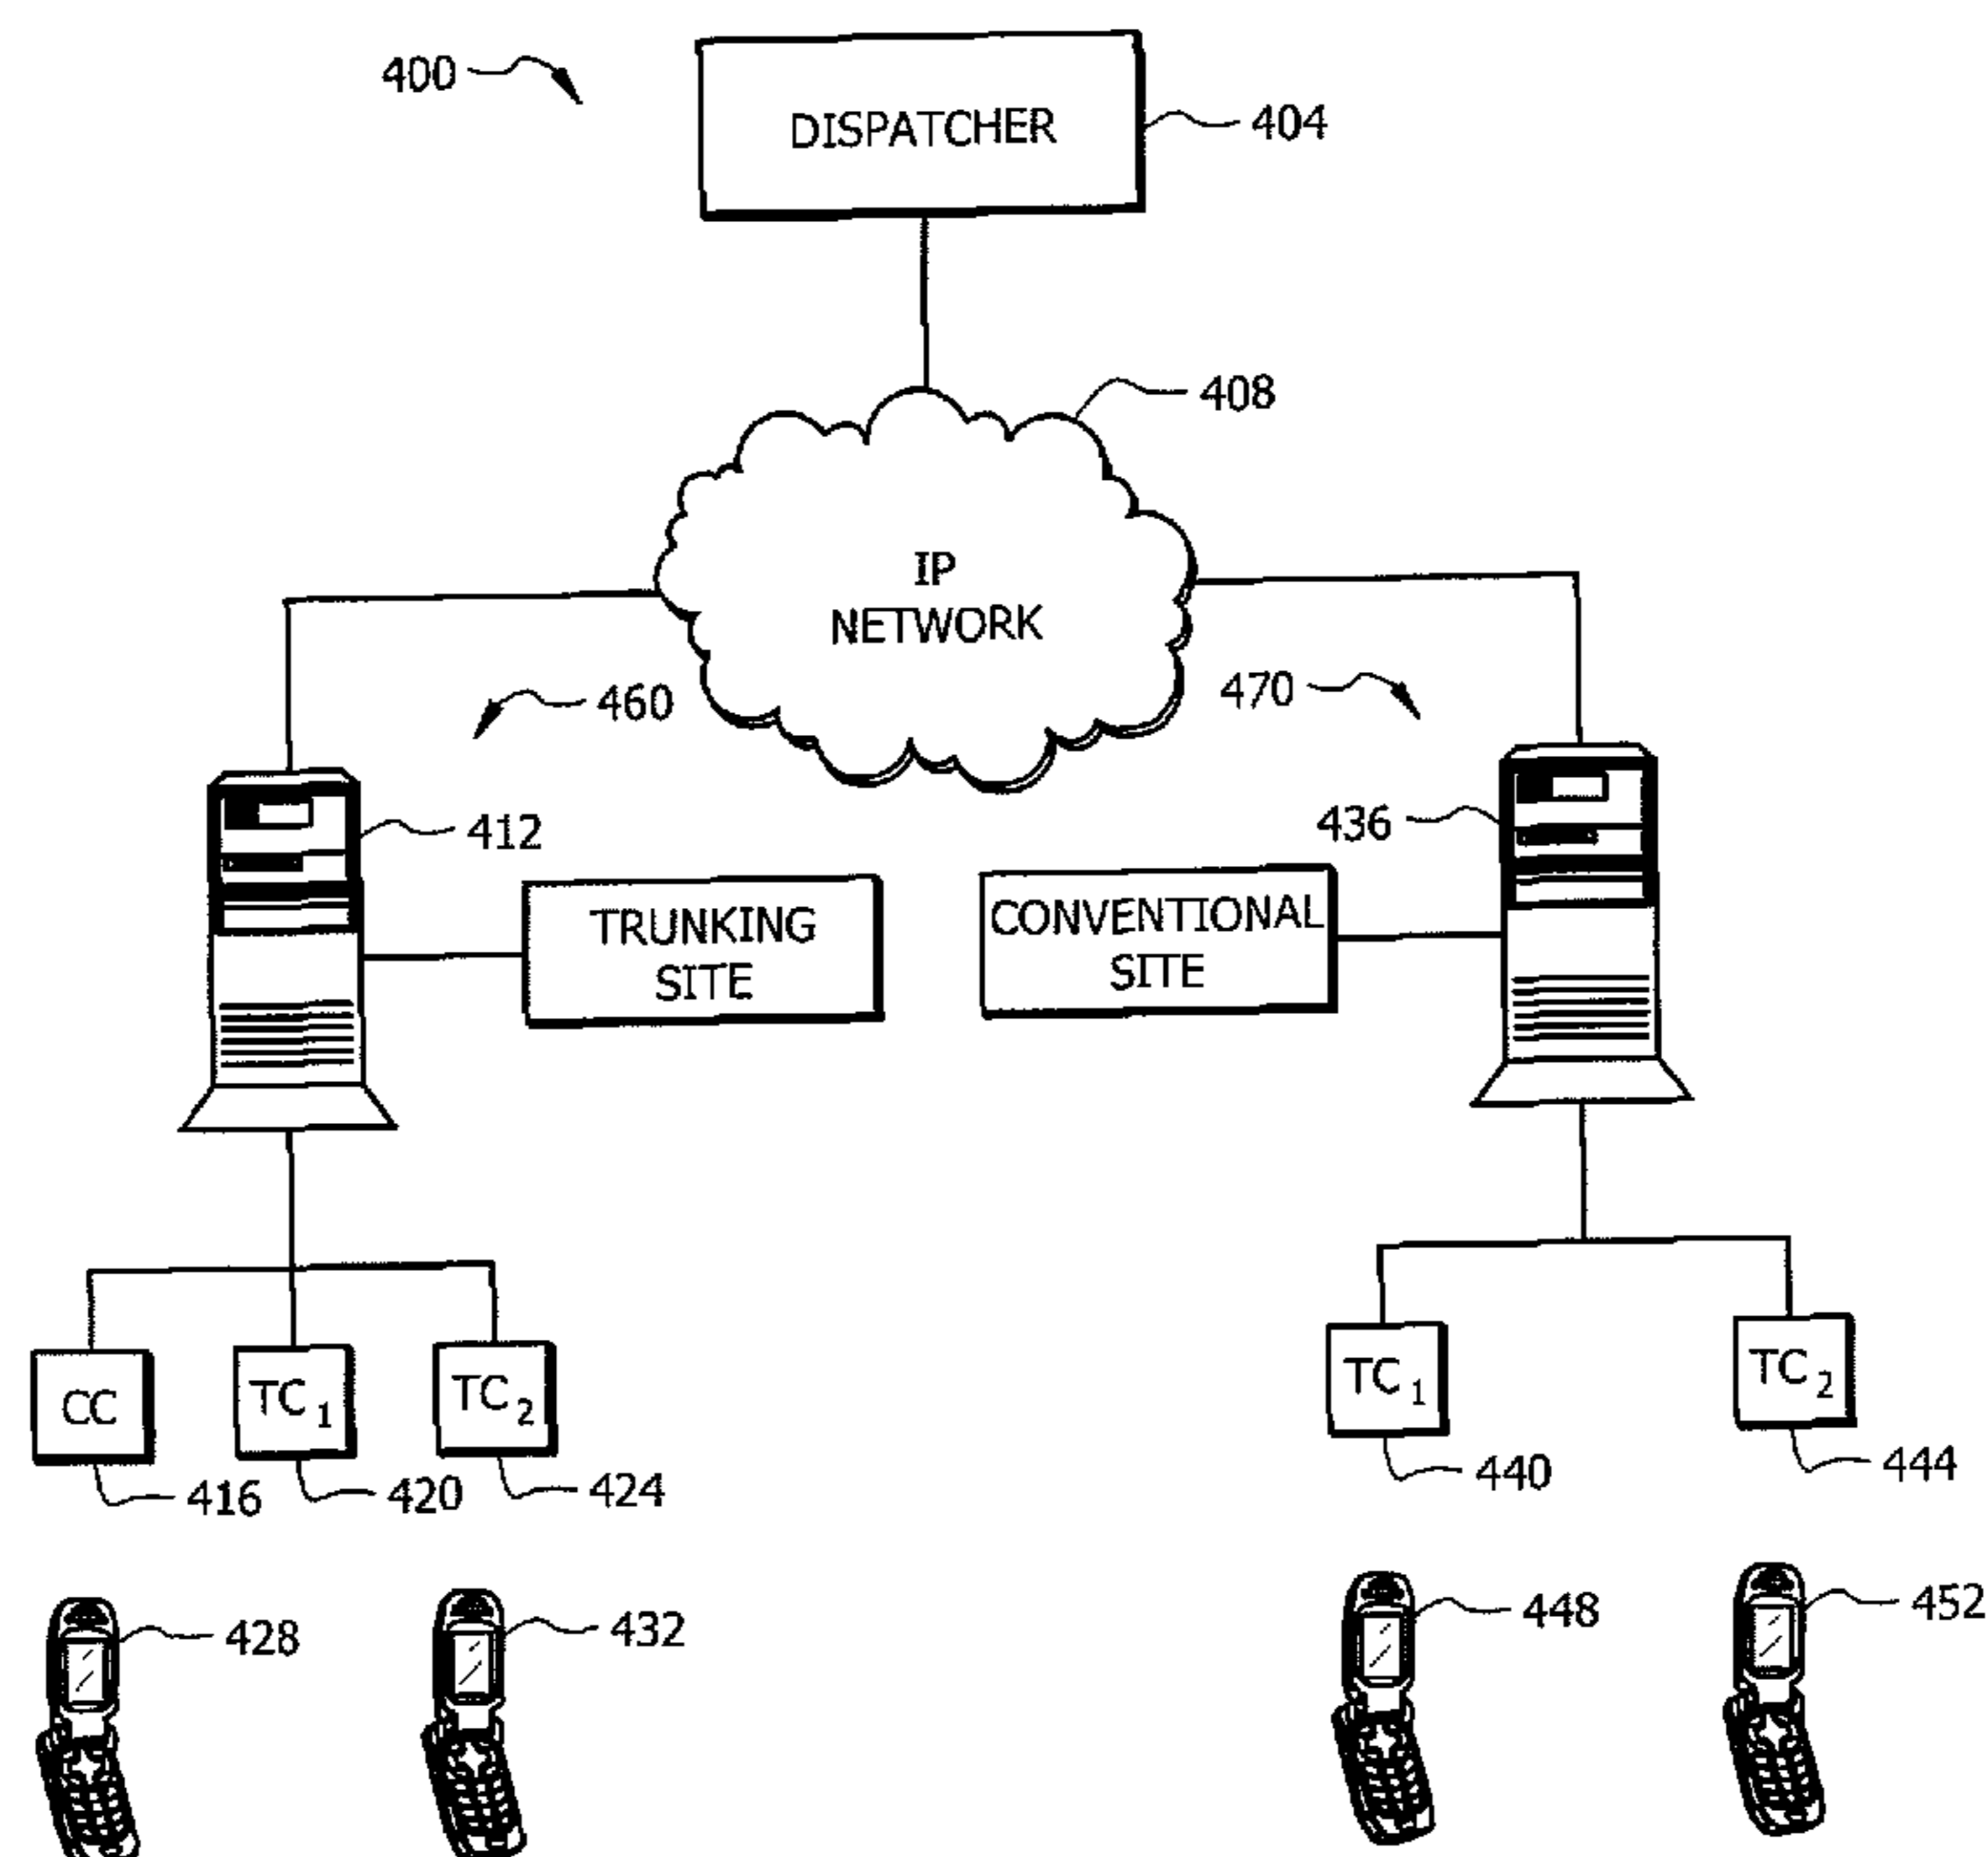 400
DISPATCHER
404
408
IP
NETWORK
460
470
412
436
TRUNKING
SITE
CONVENTIONAL
SITE
CC
TC1
TC2
TC1
TC2
416
420
424
440
444
428
432
448
452